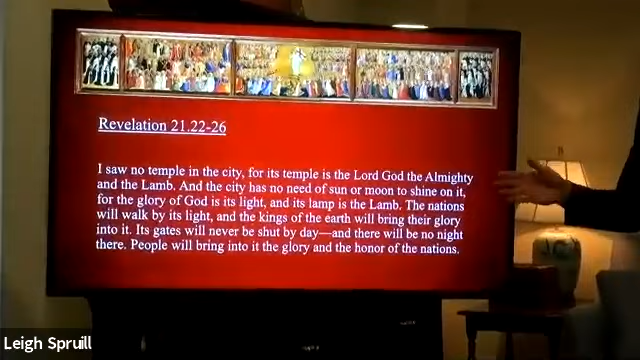 Revelation 21.22-26
I saw no temple in the city, for its temple is the Lord God the Almighty
and the Lamb. And the city has no need of sun or moon to shine on it,
for the glory of God is its light, and its lamp is the Lamb. The nations
will walk by its light, and the kings of the earth will bring their glory
into it. Its gates will never be shut by day—and there will be no night
there. People will bring into it the glory and the honor of the nations.
Leigh Spruill